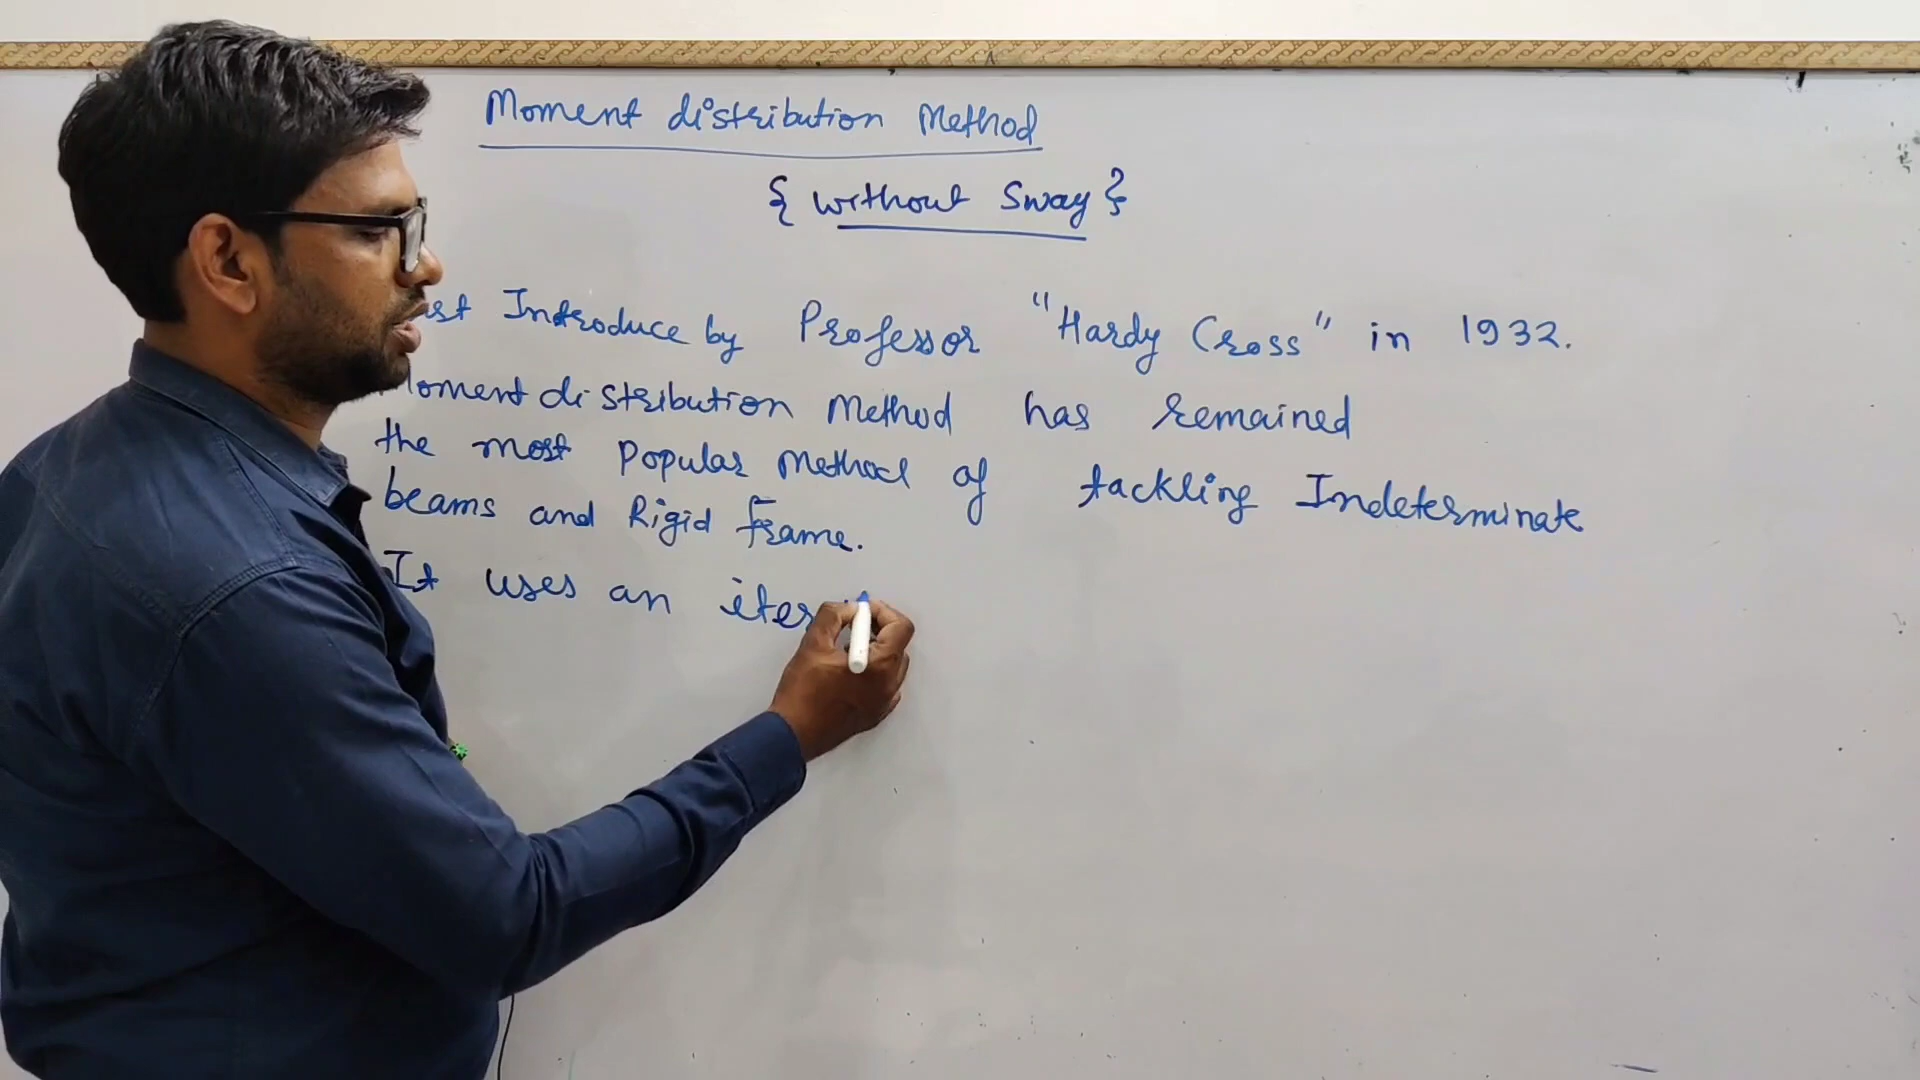 Moment distribution Method
{ without Sway }
Introduce by Professor "Hardy Cross" in 1932.
Moment distribution Method has remained
the most Popular Method of tackling Indeterminate
beams and Rigid frame.
It uses an iter